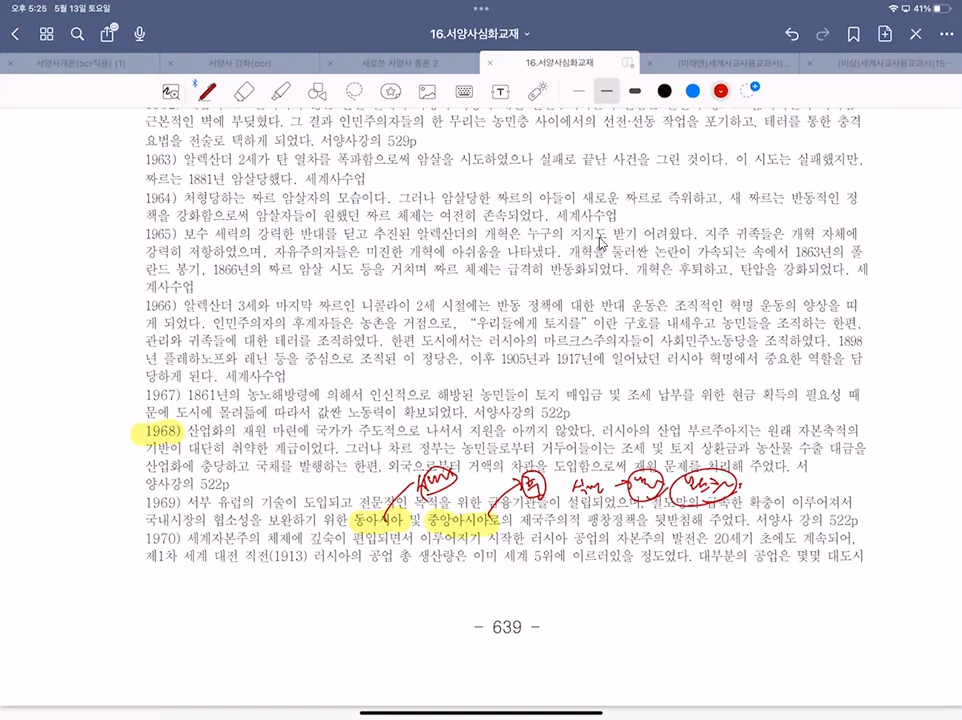 오후 5:25 5월 13일 토요일
41%
16.서양사심화교재
서양사개론(ocr적용) (1)
서양사 강좌(ocr)
새로쓴 서양사 총론 2
16.서양사심화교재
(미래엔)세계사교사용교과서(...
(비상)세계사교사용교과서(15...
근본적인 벽에 부딪혔다. 그 결과 인민주의자들의 한 무리는 농민층 사이에서의 선전·선동 작업을 포기하고, 테러를 통한 충격
요법을 전술로 택하게 되었다. 서양사강의 529p
1963) 알렉산더 2세가 탄 열차를 폭파함으로써 암살을 시도하였으나 실패로 끝난 사건을 그린 것이다. 이 시도는 실패했지만,
짜르는 1881년 암살당했다. 세계사수업
1964) 처형당하는 짜르 암살자의 모습이다. 그러나 암살당한 짜르의 아들이 새로운 짜르로 즉위하고, 새 짜르는 반동적인 정
책을 강화함으로써 암살자들이 원했던 짜르 체제는 여전히 존속되었다. 세계사수업
1965) 보수 세력의 강력한 반대를 딛고 추진된 알렉산더의 개혁은 누구의 지지도 받기 어려웠다. 지주 귀족들은 개혁 자체에
강력히 저항하였으며, 자유주의자들은 미진한 개혁에 아쉬움을 나타냈다. 개혁을 둘러싼 논란이 가속되는 속에서 1863년의 폴
란드 봉기, 1866년의 짜르 암살 시도 등을 거치며 짜르 체제는 급격히 반동화되었다. 개혁은 후퇴하고, 탄압을 강화되었다. 세
계사수업
1966) 알렉산더 3세와 마지막 짜르인 니콜라이 2세 시절에는 반동 정책에 대한 반대 운동은 조직적인 혁명 운동의 양상을 띠
게 되었다. 인민주의자의 후계자들은 농촌을 거점으로, “우리들에게 토지를”이란 구호를 내세우고 농민들을 조직하는 한편,
관리와 귀족들에 대한 테러를 조직하였다. 한편 도시에서는 러시아의 마르크스주의자들이 사회민주노동당을 조직하였다. 1898
년 플레하노프와 레닌 등을 중심으로 조직된 이 정당은, 이후 1905년과 1917년에 일어났던 러시아 혁명에서 중요한 역할을 담
당하게 된다. 세계사수업
1967) 1861년의 농노해방령에 의해서 인신적으로 해방된 농민들이 토지 매입금 및 조세 납부를 위한 현금 획득의 필요성 때
문에 도시에 몰려듦에 따라서 값싼 노동력이 확보되었다. 서양사강의 522p
1968) 산업화의 재원 마련에 국가가 주도적으로 나서서 지원을 아끼지 않았다. 러시아의 산업 부르주아지는 원래 자본축적의
기반이 대단히 취약한 계급이었다. 그러나 차르 정부는 농민들로부터 거두어들이는 조세 및 토지 상환금과 농산물 수출 대금을
산업화에 충당하고 국채를 발행하는 한편, 외국으로부터 거액의 차관을 도입함으로써 재원 문제를 처리해 주었다. 서
양사강의 522p
1969) 서부 유럽의 기술이 도입되고 전문적인 목적을 위한 금융기관들이 설립되었으며, 철도망의 급속한 확충이 이루어져서
국내시장의 협소성을 보완하기 위한 동아시아 및 중앙아시아로의 제국주의적 팽창정책을 뒷받침해 주었다. 서양사 강의 522p
1970) 세계자본주의 체제에 깊숙이 편입되면서 이루어지기 시작한 러시아 공업의 자본주의 발전은 20세기 초에도 계속되어,
제1차 세계 대전 직전(1913) 러시아의 공업 총 생산량은 이미 세계 5위에 이르러있을 정도였다. 대부분의 공업은 몇몇 대도시
- 639 -